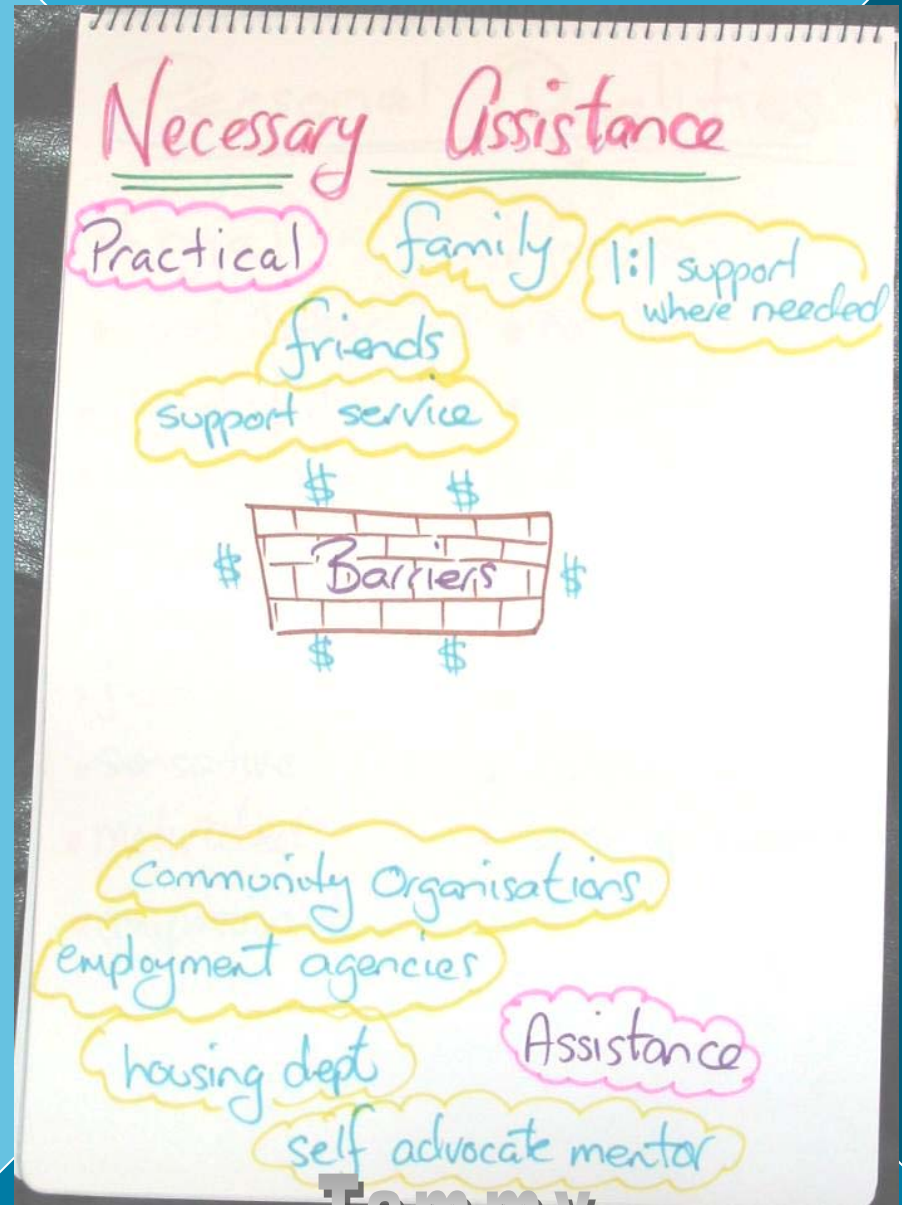 Necessary Assistance
Practical
family
1:1 support
where needed
friends
support service
$ $
$ Barriers $
$ $
community Organisations
employment agencies
Assistance
housing dept
self advocate mentor
Tammy